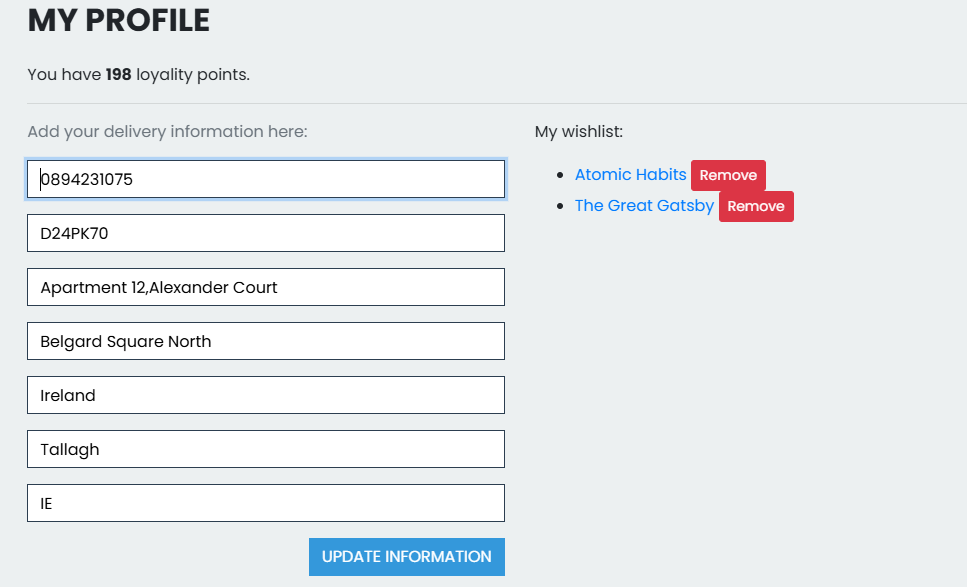 MY PROFILE
You have 198 loyality points.
Add your delivery information here:
0894231075
D24PK70
Apartment 12,Alexander Court
Belgard Square North
Ireland
Tallagh
IE
UPDATE INFORMATION
My wishlist:
Atomic Habits Remove
The Great Gatsby Remove